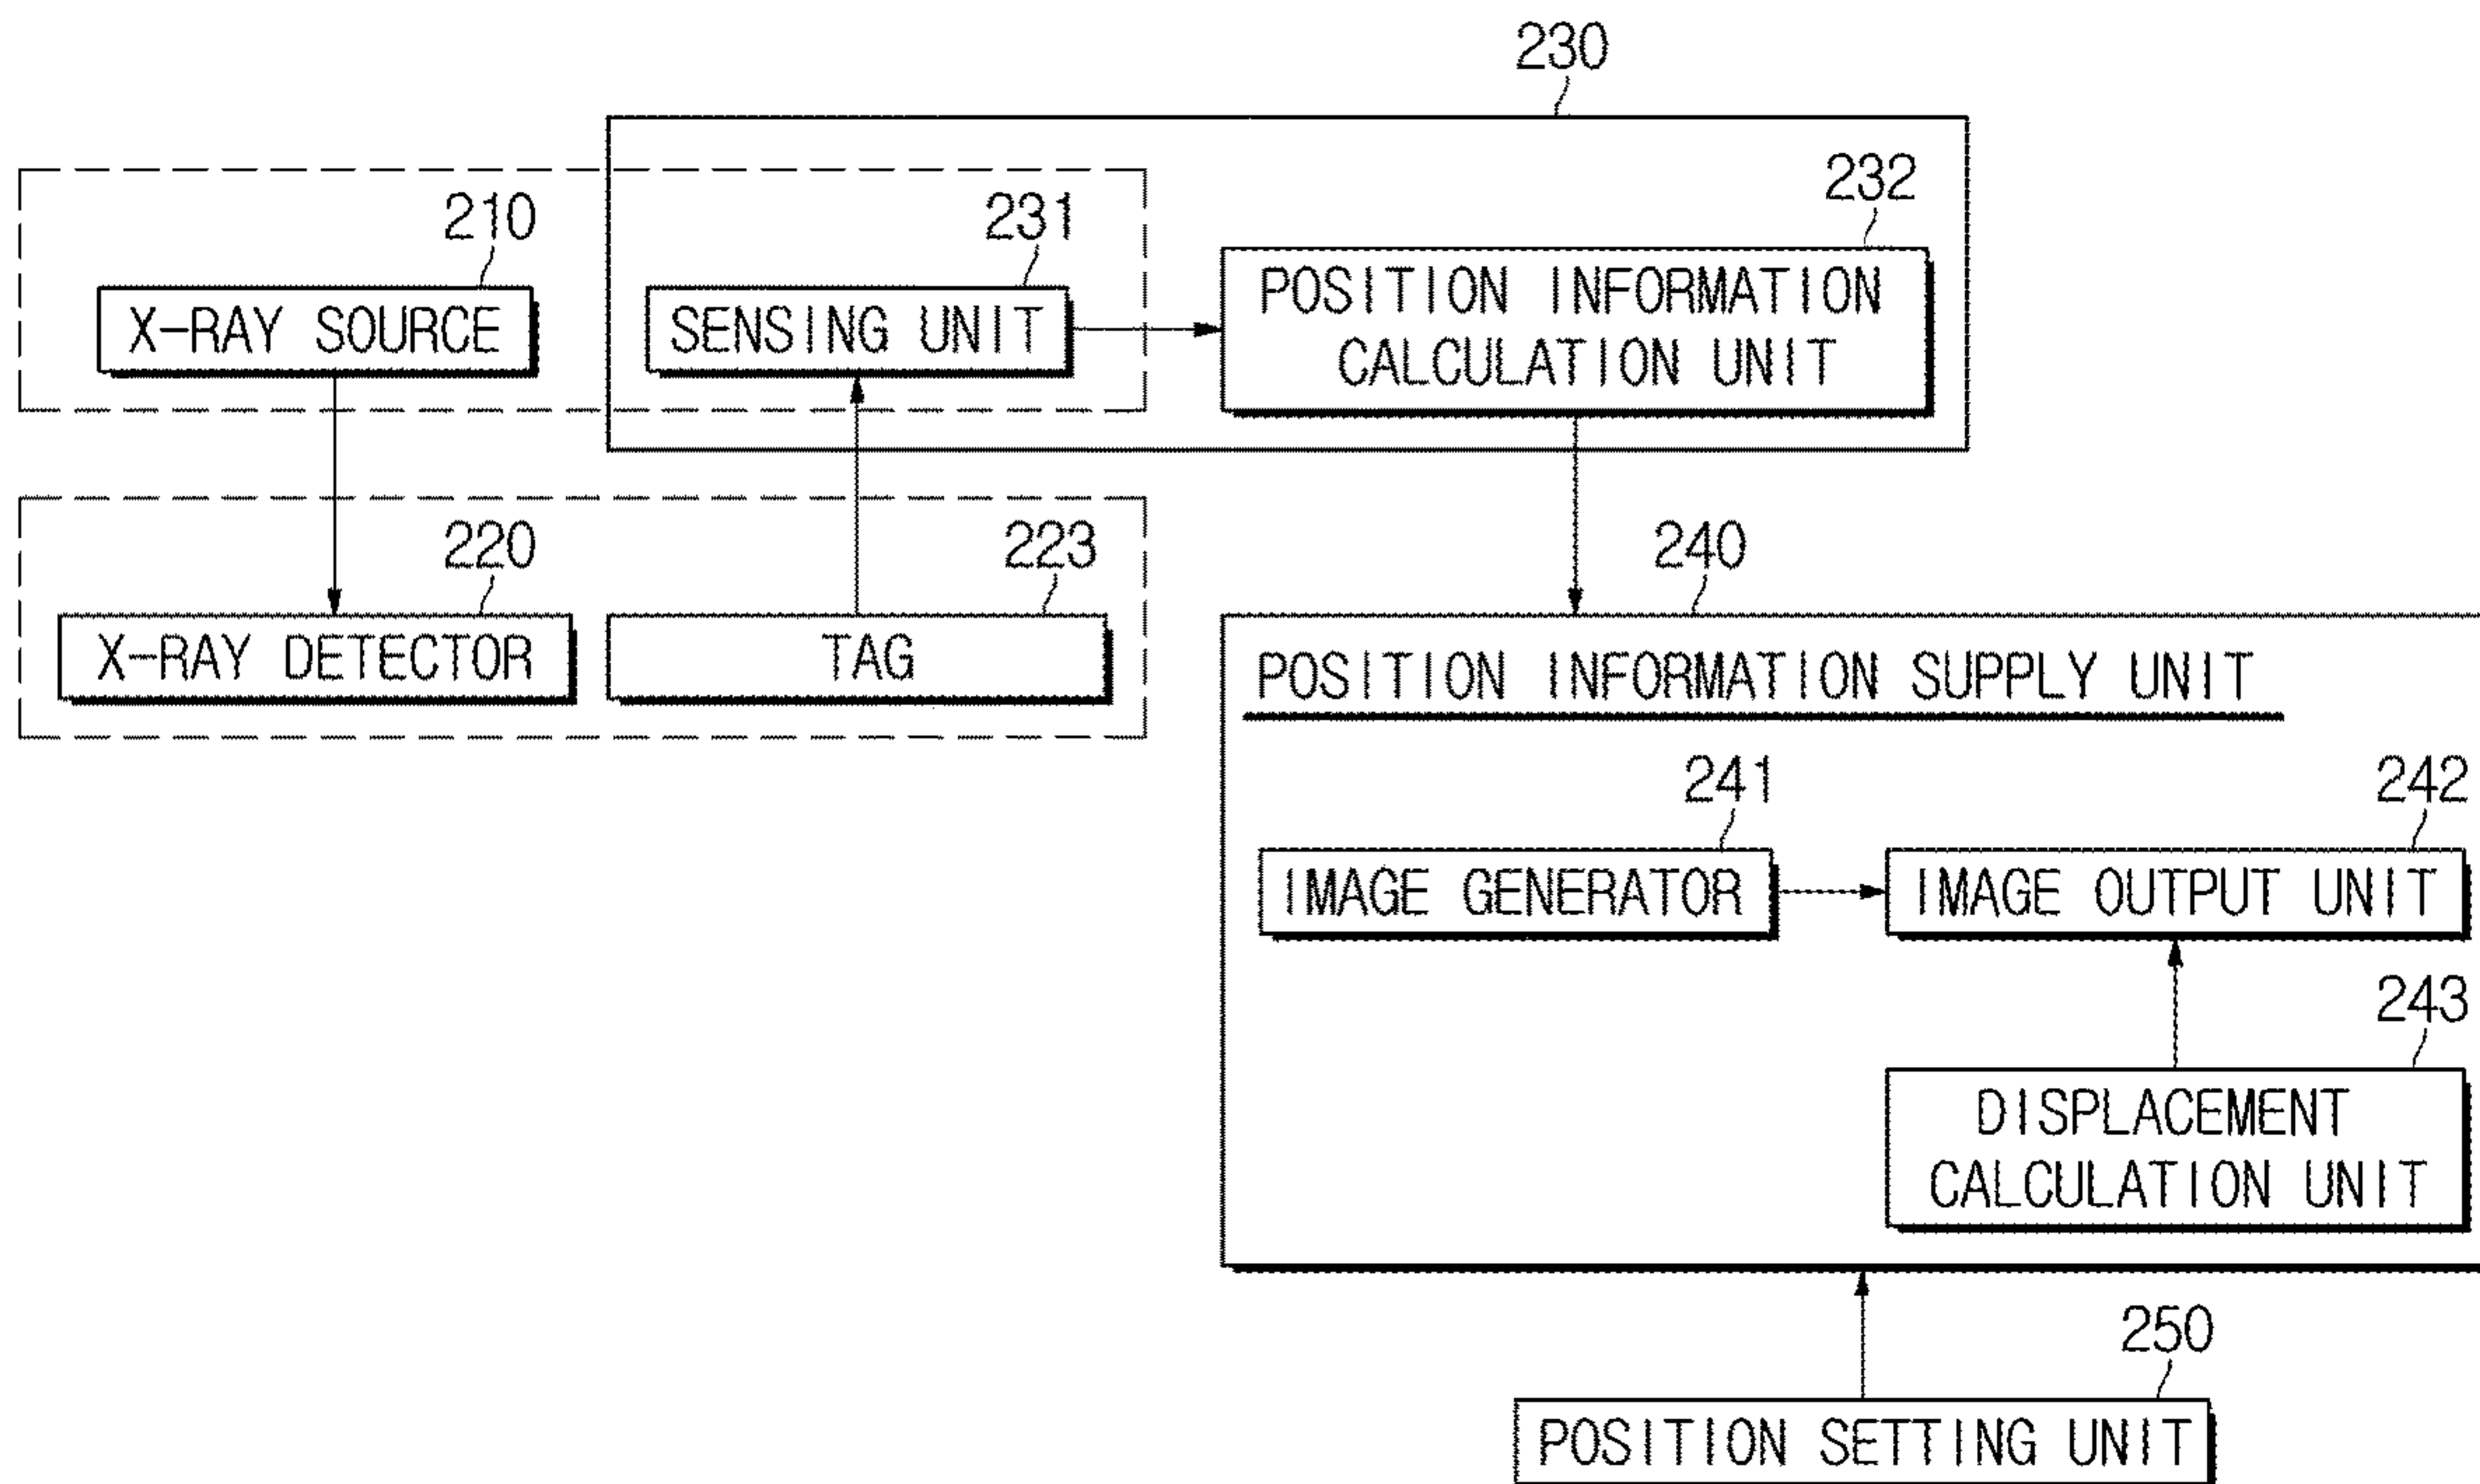 230
232
210
231
X-RAY SOURCE
SENSING UNIT
POSITION INFORMATION
CALCULATION UNIT
220
223
240
X-RAY DETECTOR
TAG
POSITION INFORMATION SUPPLY UNIT
241
242
IMAGE GENERATOR
IMAGE OUTPUT UNIT
243
DISPLACEMENT
CALCULATION UNIT
250
POSITION SETTING UNIT